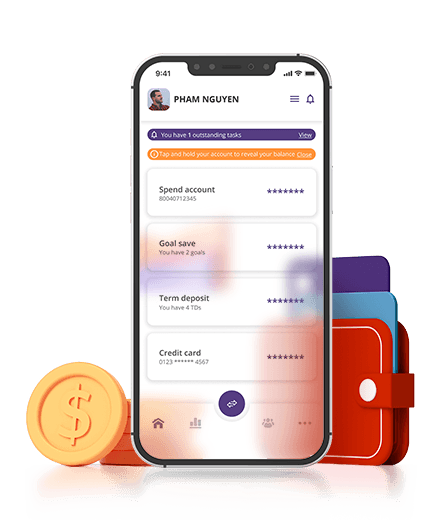 9:41
PHAM NGUYEN
You have 1 outstanding tasks View
Tap and hold your account to reveal your balance Close
Spend account
80040712345
*******
Goal save
You have 2 goals
*******
Term deposit
You have 4 TDs
*******
Credit card
0123 ****** 4567
*******
$